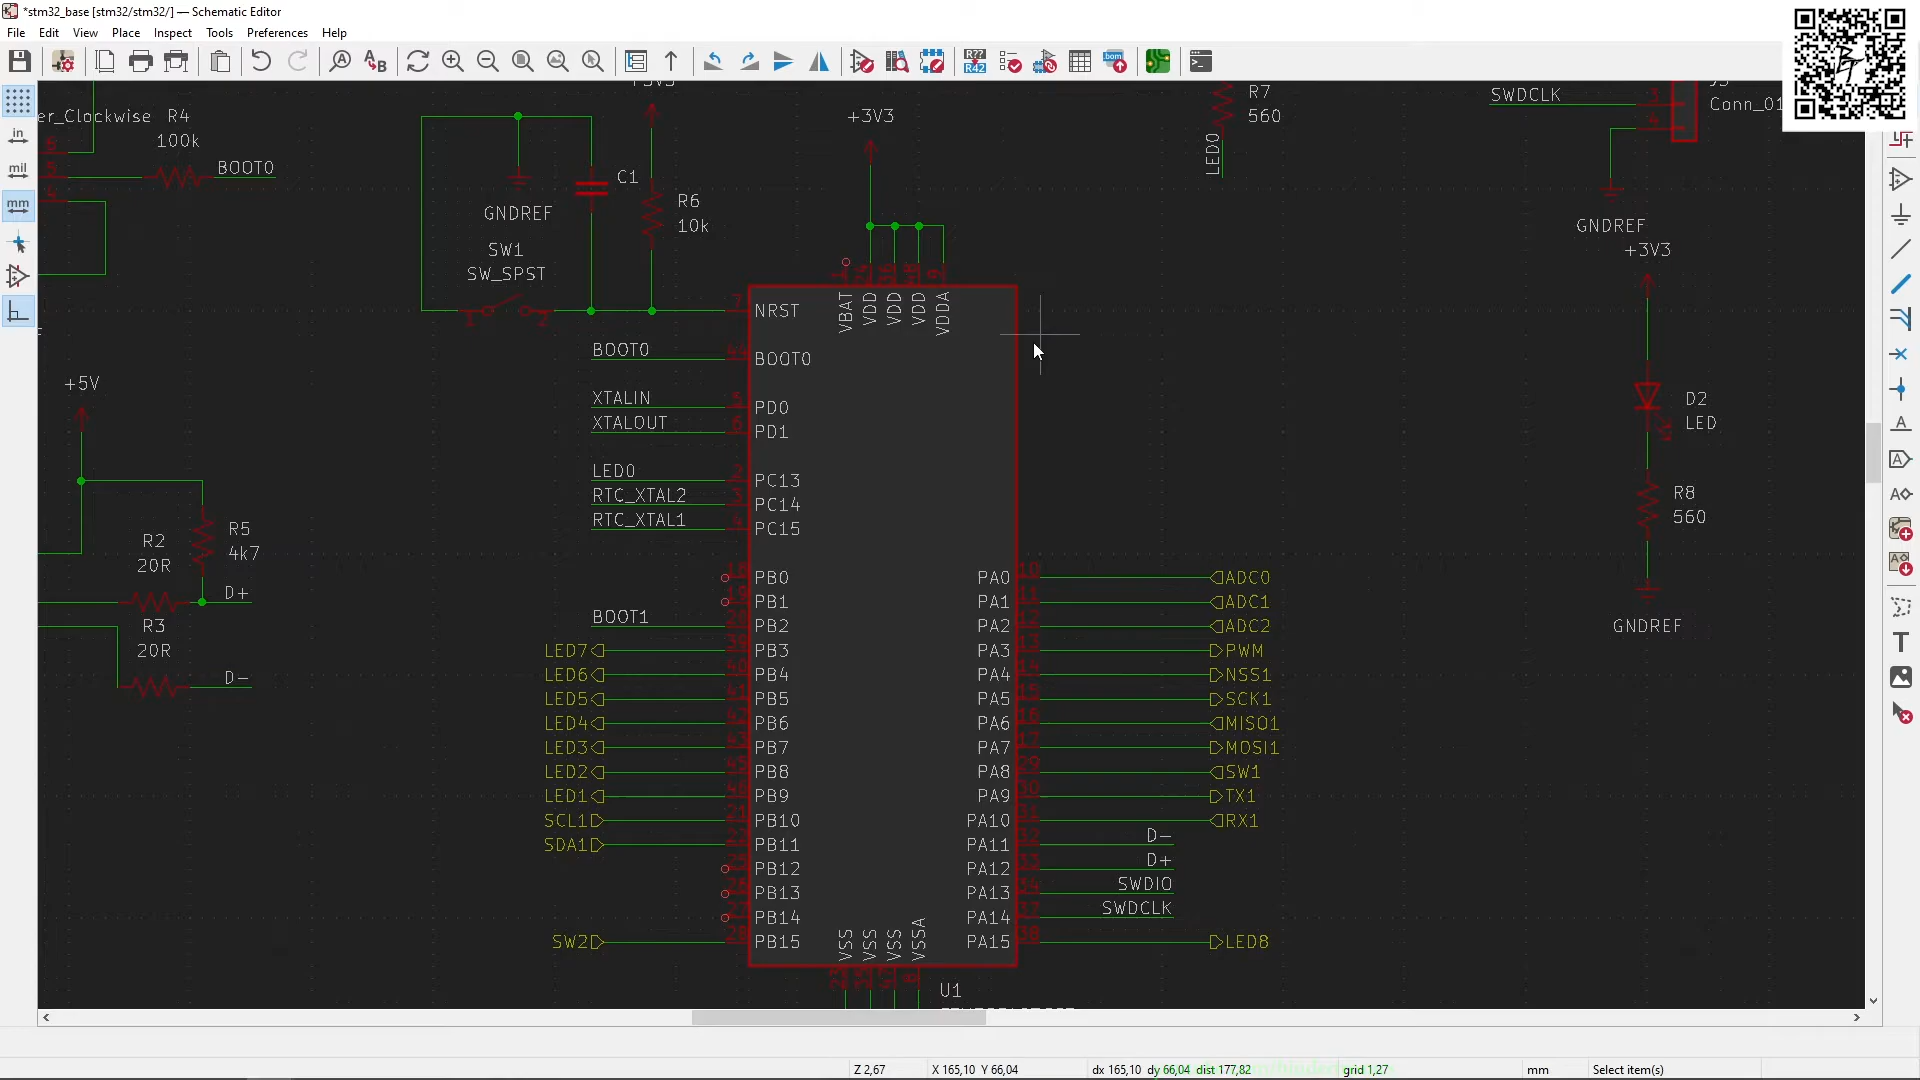 *stm32_base [stm32/stm32/] — Schematic Editor
File Edit View Place Inspect Tools Preferences Help
er_Clockwise R4
100k
BOOT0
GNDREF
C1
R6
10k
SW1
SW_SPST
+3V3
R7
560
LED0
SWDCLK
Conn_01
GNDREF
+3V3
D2
LED
R8
560
GNDREF
+5V
R5
4k7
R2
20R
D+
R3
20R
D-
VBAT
VDD
VDD
VDD
VDDA
NRST
BOOT0 BOOT0
XTALIN PD0
XTALOUT PD1
LED0 PC13
RTC_XTAL2 PC14
RTC_XTAL1 PC15
PB0 PA0 ADC0
PB1 PA1 ADC1
BOOT1 PB2 PA2 ADC2
LED7 PB3 PA3 PWM
LED6 PB4 PA4 NSS1
LED5 PB5 PA5 SCK1
LED4 PB6 PA6 MISO1
LED3 PB7 PA7 MOSI1
LED2 PB8 PA8 SW1
LED1 PB9 PA9 TX1
SCL1 PB10 PA10 RX1
SDA1 PB11 PA11 D-
PB12 PA12 D+
PB13 PA13 SWDIO
PB14 PA14 SWDCLK
SW2 PB15 PA15 LED8
VSS
VSS
VSS
VSSA
U1
in
mil
mm
Z 2,67 X 165,10 Y 66,04 dx 165,10 dy 66,04 dist 177,82 grid 1,27 mm Select item(s)